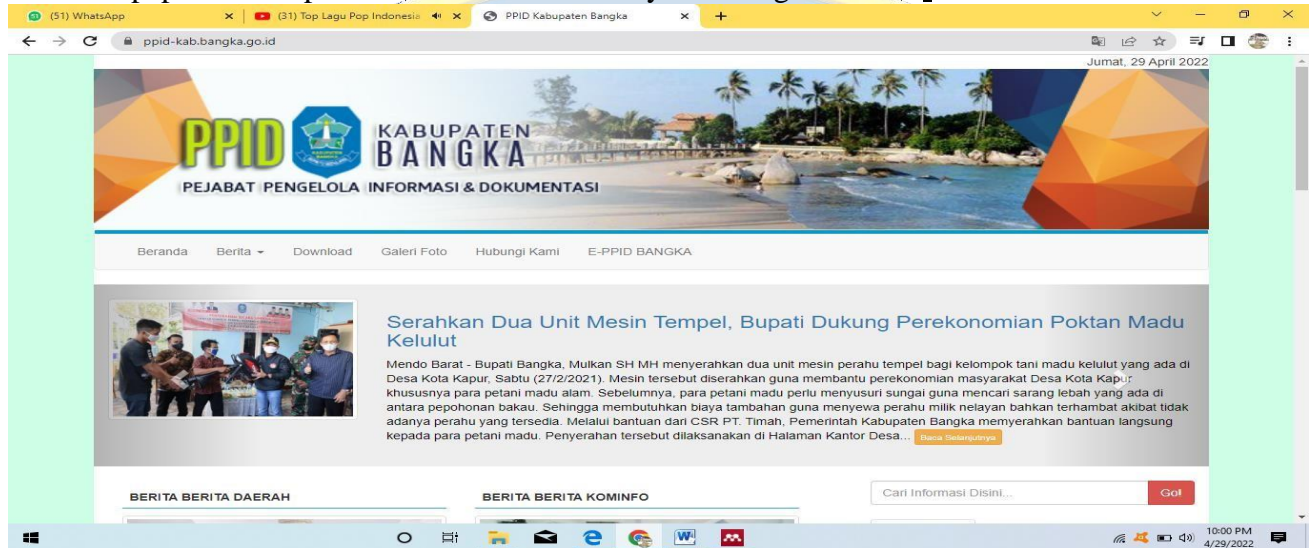 (51) WhatsApp
(31) Top Lagu Pop Indonesia
PPID Kabupaten Bangka
ppid-kab.bangka.go.id
Jumat, 29 April 2022
PPID KABUPATEN
BANGKA
PEJABAT PENGELOLA INFORMASI & DOKUMENTASI
Beranda Berita Download Galeri Foto Hubungi Kami E-PPID BANGKA
Serahkan Dua Unit Mesin Tempel, Bupati Dukung Perekonomian Poktan Madu
Kelulut
Mendo Barat - Bupati Bangka, Mulkan SH MH menyerahkan dua unit mesin perahu tempel bagi kelompok tani madu kelulut yang ada di
Desa Kota Kapur, Sabtu (27/2/2021). Mesin tersebut diserahkan guna membantu perekonomian masyarakat Desa Kota Kapur
khususnya para petani madu alam. Sebelumnya, para petani madu perlu menyusuri sungai guna mencari sarang lebah yang ada di
antara pepohonan bakau. Sehingga membutuhkan biaya tambahan guna menyewa perahu milik nelayan bahkan terhambat akibat tidak
adanya perahu yang tersedia. Melalui bantuan dari CSR PT. Timah, Pemerintah Kabupaten Bangka memyerahkan bantuan langsung
kepada para petani madu. Penyerahan tersebut dilaksanakan di Halaman Kantor Desa... Baca Selanjutnya
BERITA BERITA DAERAH
BERITA BERITA KOMINFO
Cari Informasi Disini... Go!
10:00 PM
4/29/2022